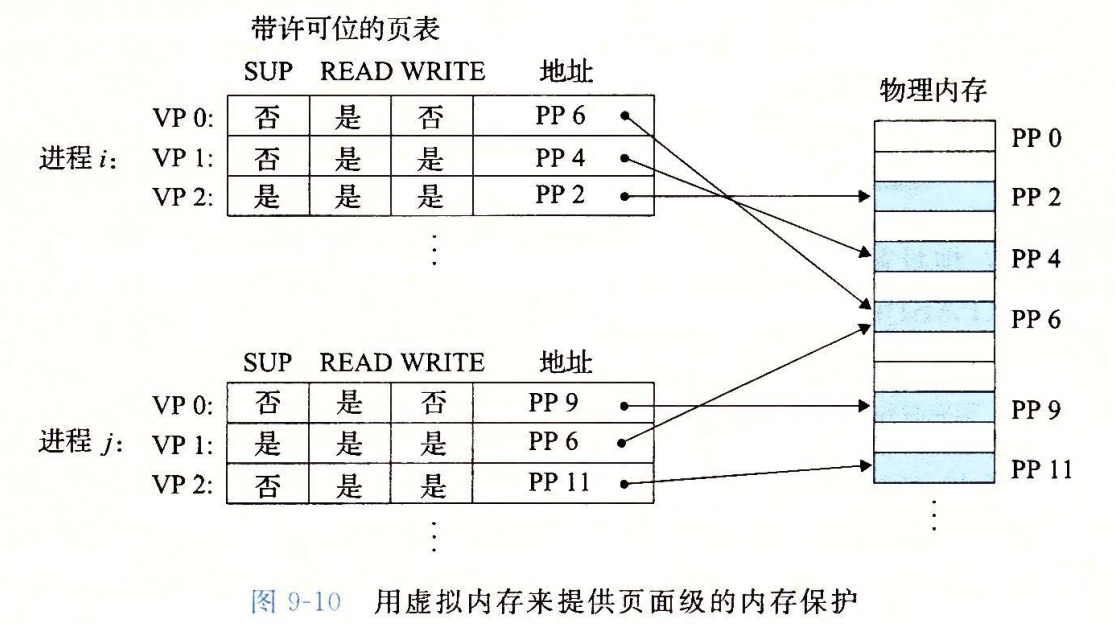 带许可位的页表
SUP READ WRITE 地址
VP 0: 否 是 否 PP 6
进程 i: VP 1: 否 是 是 PP 4
VP 2: 是 是 是 PP 2
⋮
SUP READ WRITE 地址
VP 0: 否 是 否 PP 9
进程 j: VP 1: 是 是 是 PP 6
VP 2: 否 是 是 PP 11
⋮
物理内存
PP 0
PP 2
PP 4
PP 6
PP 9
PP 11
⋮
图 9-10 用虚拟内存来提供页面级的内存保护